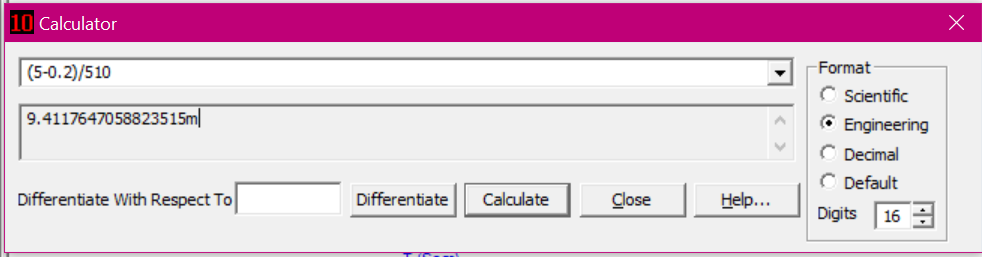 10 Calculator
(5-0.2)/510
Format
Scientific
9.4117647058823515m
Engineering
Decimal
Default
Differentiate With Respect To Differentiate Calculate Close Help...
Digits 16